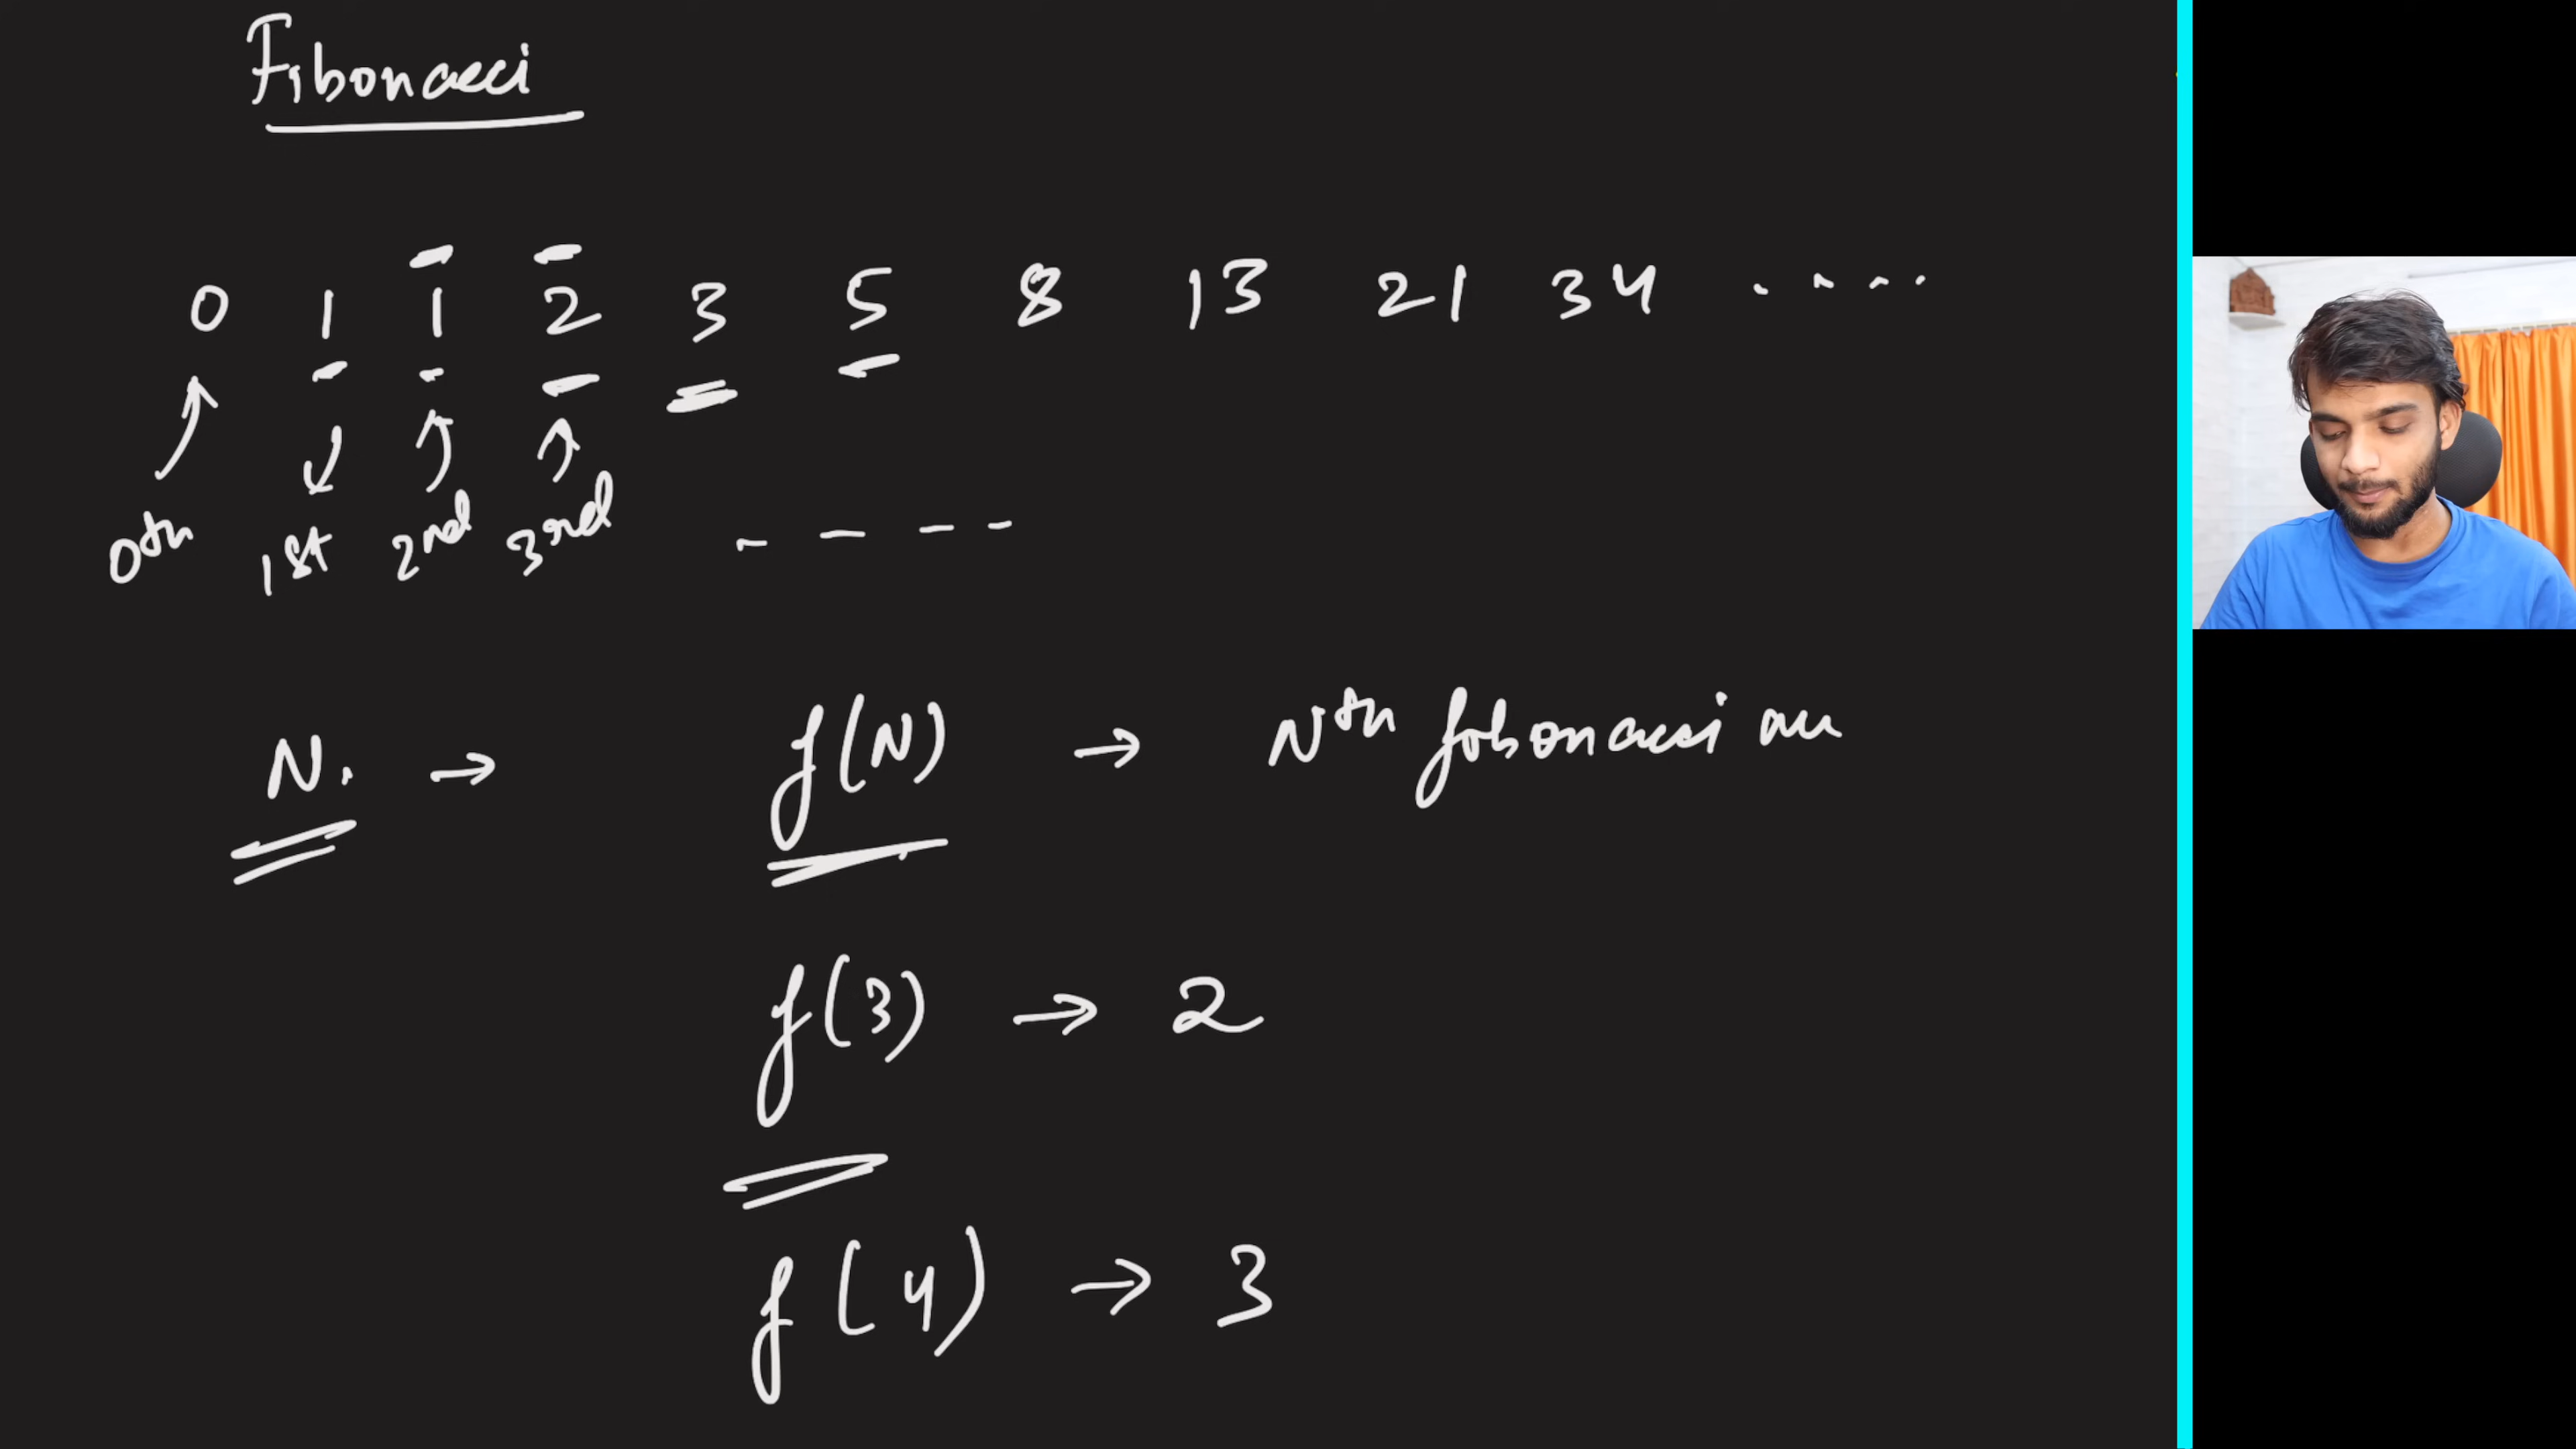 Fibonacci
0 1 1 2 3 5 8 13 21 34 ....
0th 1st 2nd 3rd - - - -
N. → f(N) → Nth fibonacci
f(3) → 2
f(4) → 3